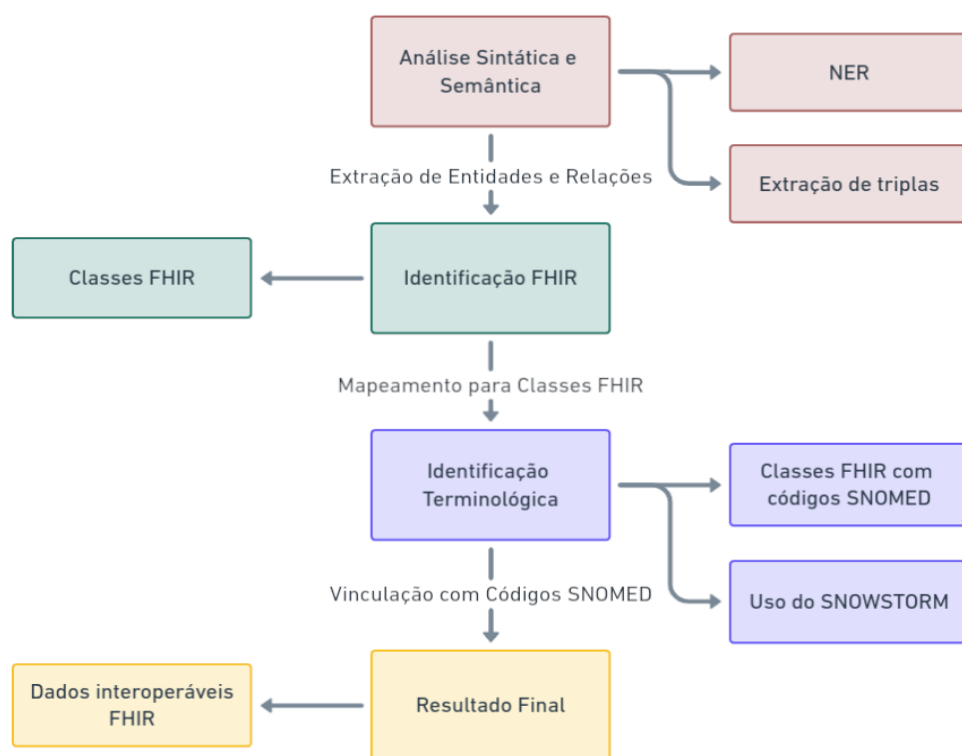 Análise Sintática e
Semântica
NER
Extração de Entidades e Relações
Extração de triplas
Classes FHIR
Identificação FHIR
Mapeamento para Classes FHIR
Identificação
Terminológica
Classes FHIR com
códigos SNOMED
Vinculação com Códigos SNOMED
Uso do SNOWSTORM
Dados interoperáveis
FHIR
Resultado Final